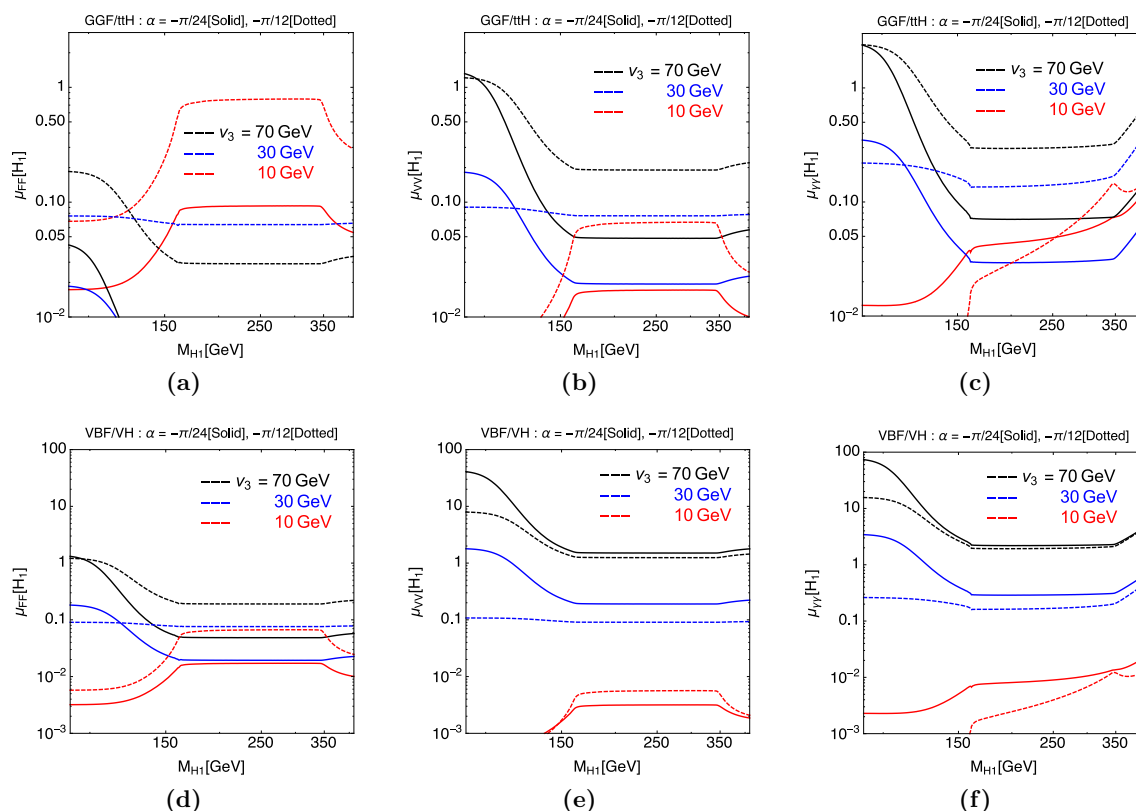 GGF/ttH : α = −π/24[Solid], −π/12[Dotted]
μFF[H1]
1
0.50
0.10
0.05
10−2
v3 = 70 GeV
30 GeV
10 GeV
150
250
350
MH1[GeV]
(a)
GGF/ttH : α = −π/24[Solid], −π/12[Dotted]
μVV[H1]
1
0.50
0.10
0.05
10−2
v3 = 70 GeV
30 GeV
10 GeV
150
250
350
MH1[GeV]
(b)
GGF/ttH : α = −π/24[Solid], −π/12[Dotted]
μγγ[H1]
1
0.50
0.10
0.05
10−2
v3 = 70 GeV
30 GeV
10 GeV
150
250
350
MH1[GeV]
(c)
VBF/VH : α = −π/24[Solid], −π/12[Dotted]
μFF[H1]
100
10
1
0.1
10−2
10−3
v3 = 70 GeV
30 GeV
10 GeV
150
250
350
MH1[GeV]
(d)
VBF/VH : α = −π/24[Solid], −π/12[Dotted]
μVV[H1]
100
10
1
0.1
10−2
10−3
v3 = 70 GeV
30 GeV
10 GeV
150
250
350
MH1[GeV]
(e)
VBF/VH : α = −π/24[Solid], −π/12[Dotted]
μγγ[H1]
100
10
1
0.1
10−2
10−3
v3 = 70 GeV
30 GeV
10 GeV
150
250
350
MH1[GeV]
(f)